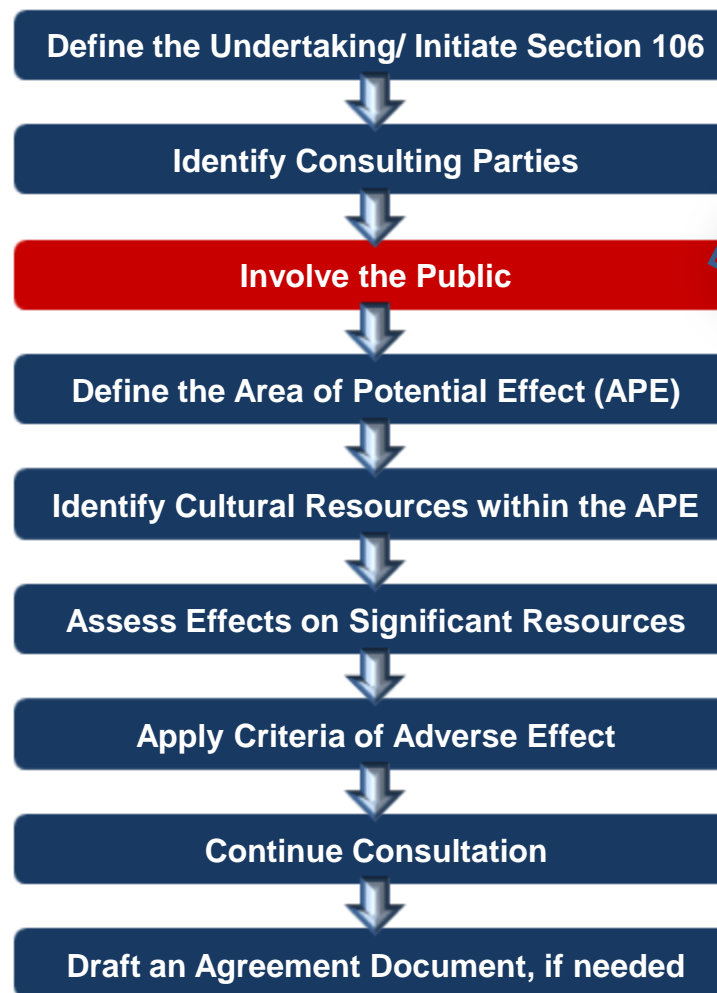 Define the Undertaking/ Initiate Section 106
Identify Consulting Parties
Involve the Public
Define the Area of Potential Effect (APE)
Identify Cultural Resources within the APE
Assess Effects on Significant Resources
Apply Criteria of Adverse Effect
Continue Consultation
Draft an Agreement Document, if needed